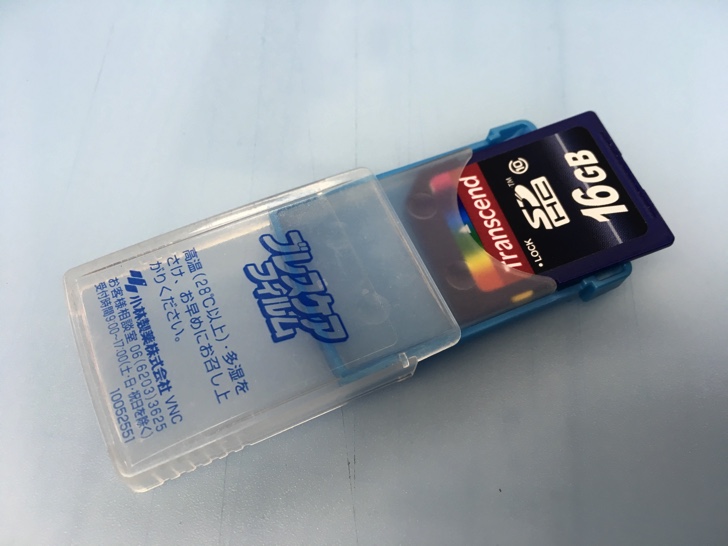 ブレスケア
フィルム
高温(28℃以上)・多湿を
さけ、お早めにお召し上
がりください。
小林製薬株式会社 VNC
お客様相談室 06(6203)3625
受付時間9:00~17:00(土・日・祝日を除く)
10052551
Transcend
LOCK
SD HC TM 10
16GB